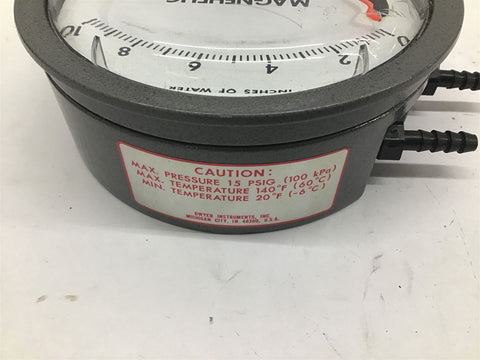 MAGNEHELIC
10 8 6 4 2 0
INCHES OF WATER
CAUTION:
MAX. PRESSURE 15 PSIG (100 kPa)
MAX. TEMPERATURE 140°F (60°C)
MIN. TEMPERATURE 20°F (-6°C)
DWYER INSTRUMENTS, INC.
MICHIGAN CITY, IN 46360, U.S.A.